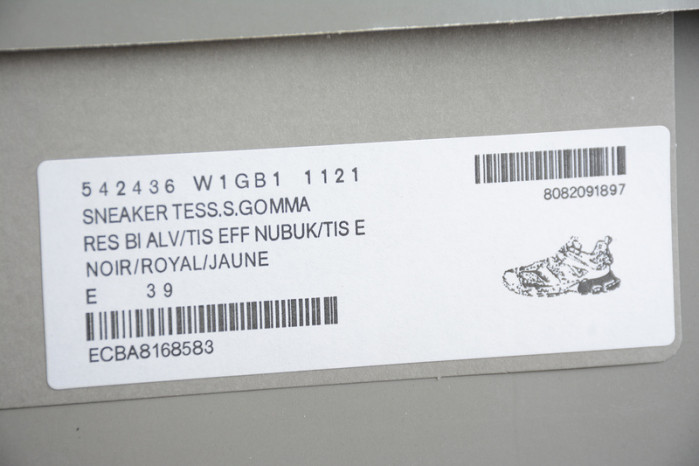 542436 W1GB1 1121
8082091897
SNEAKER TESS.S.GOMMA
RES BI ALV/TIS EFF NUBUK/TIS E
NOIR/ROYAL/JAUNE
E 39
ECBA8168583